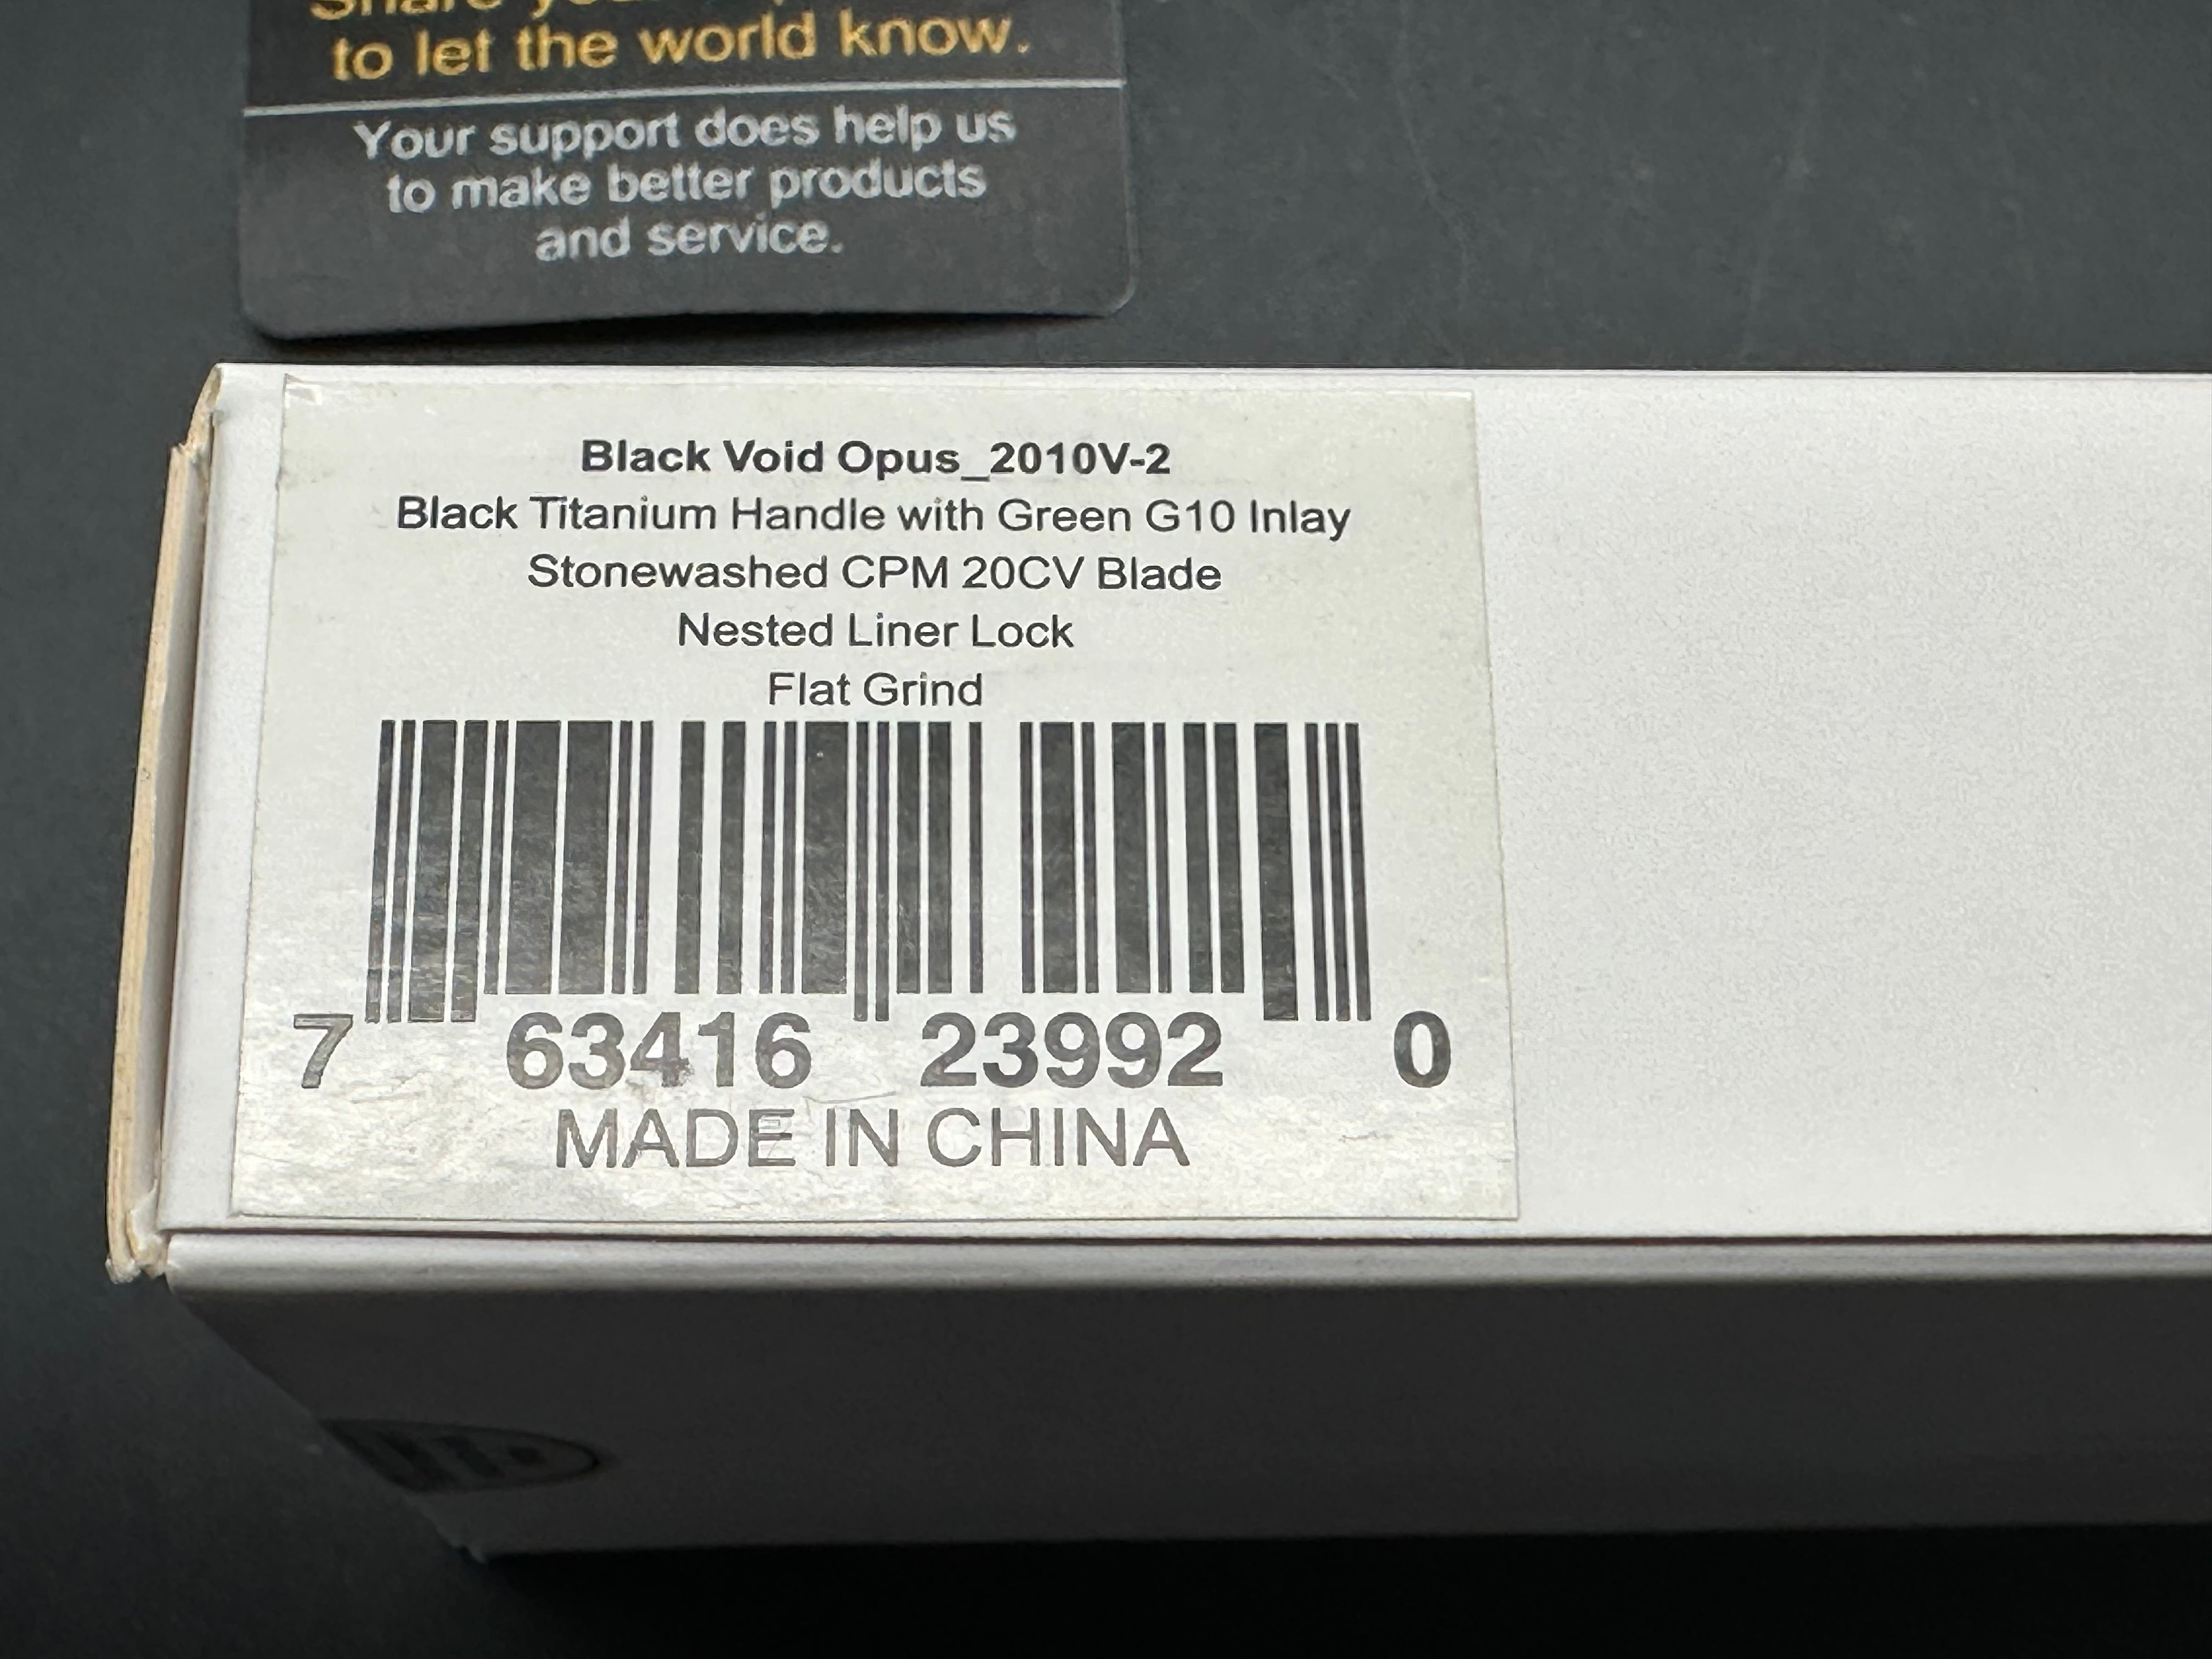 Share
to let the world know.
Your support does help us
to make better products
and service.
Black Void Opus_2010V-2
Black Titanium Handle with Green G10 Inlay
Stonewashed CPM 20CV Blade
Nested Liner Lock
Flat Grind
7 63416 23992 0
MADE IN CHINA